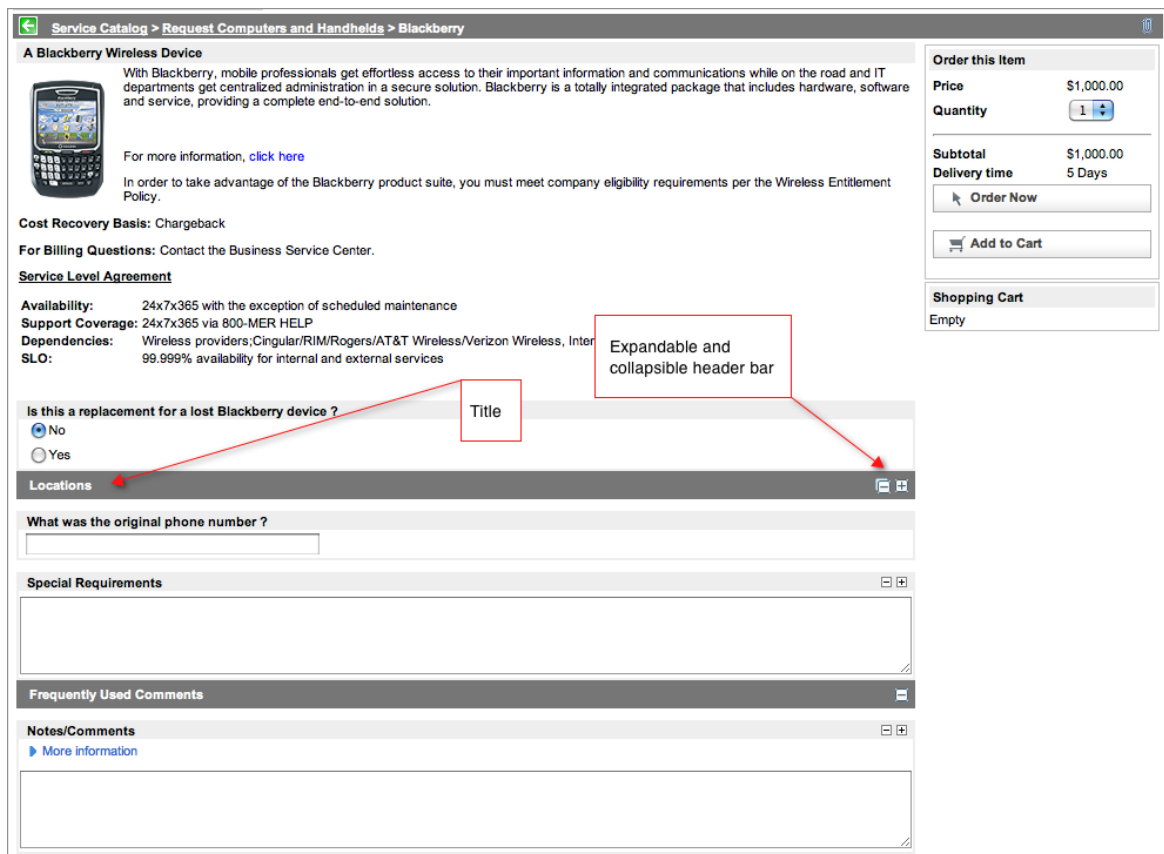 Service Catalog > Request Computers and Handhelds > Blackberry
A Blackberry Wireless Device
With Blackberry, mobile professionals get effortless access to their important information and communications while on the road and IT
departments get centralized administration in a secure solution. Blackberry is a totally integrated package that includes hardware, software
and service, providing a complete end-to-end solution.
For more information, click here
In order to take advantage of the Blackberry product suite, you must meet company eligibility requirements per the Wireless Entitlement
Policy.
Cost Recovery Basis: Chargeback
For Billing Questions: Contact the Business Service Center.
Service Level Agreement
Availability: 24x7x365 with the exception of scheduled maintenance
Support Coverage: 24x7x365 via 800-MER HELP
Dependencies: Wireless providers;Cingular/RIM/Rogers/AT&T Wireless/Verizon Wireless, Inter
SLO: 99.999% availability for internal and external services
Expandable and
collapsible header bar
Title
Is this a replacement for a lost Blackberry device ?
No
Yes
Locations
What was the original phone number ?
Special Requirements
Frequently Used Comments
Notes/Comments
More information
Order this Item
Price $1,000.00
Quantity 1
Subtotal $1,000.00
Delivery time 5 Days
Order Now
Add to Cart
Shopping Cart
Empty